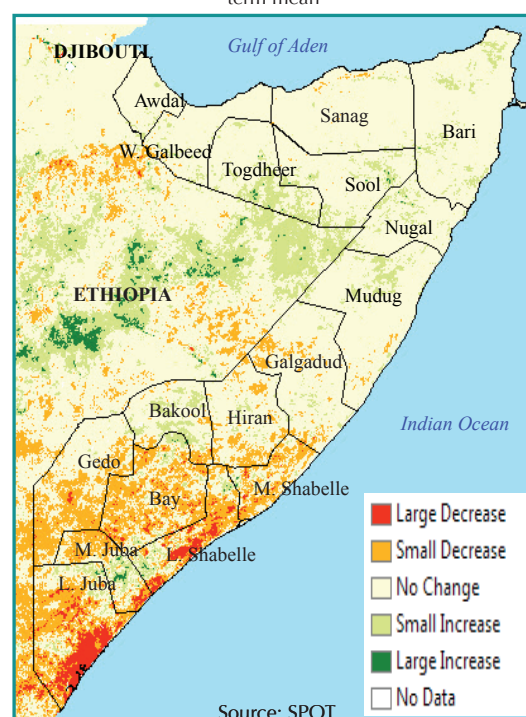 term mean
DJIBOUTI
Gulf of Aden
Awdal
Sanag
Bari
W. Galbeed
Togdheer
Sool
Nugal
ETHIOPIA
Mudug
Galgadud
Bakool
Hiran
Indian Ocean
Gedo
Bay
M. Shabelle
M. Juba
L. Shabelle
L. Juba
Large Decrease
Small Decrease
No Change
Small Increase
Large Increase
No Data
Source: SPOT